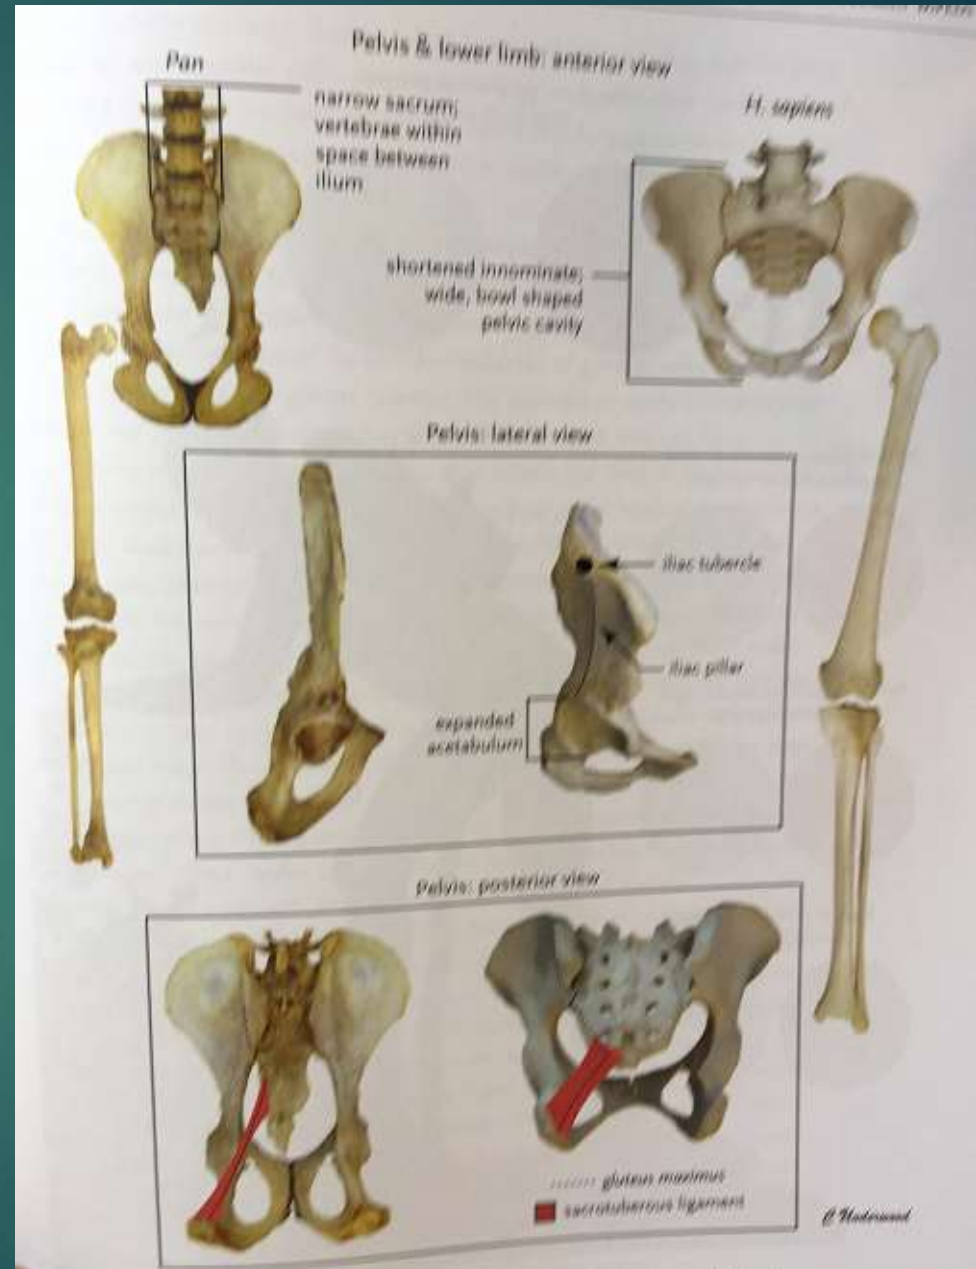 Pelvis & lower limb: anterior view
Pan
narrow sacrum;
vertebrae within
space between
ilium
H. sapiens
shortened innominate;
wide, bowl shaped
pelvic cavity
Pelvis: lateral view
iliac tubercle
iliac pillar
expanded
acetabulum
Pelvis: posterior view
gluteus maximus
sacrotuberous ligament
C Underwood